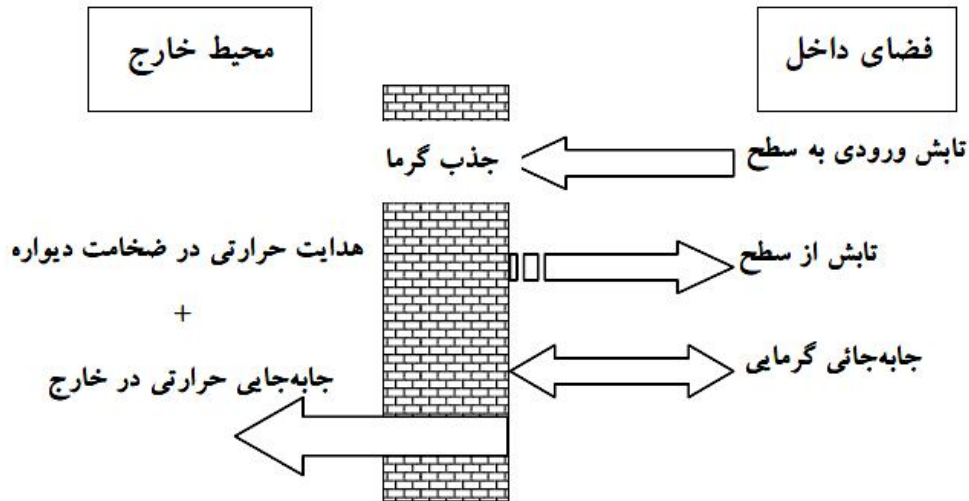 فضای داخل
محیط خارج
تابش ورودی به سطح
جذب گرما
تابش از سطح
هدایت حرارتی در ضخامت دیواره
+
جابه‌جائی گرمایی
جابه‌جایی حرارتی در خارج